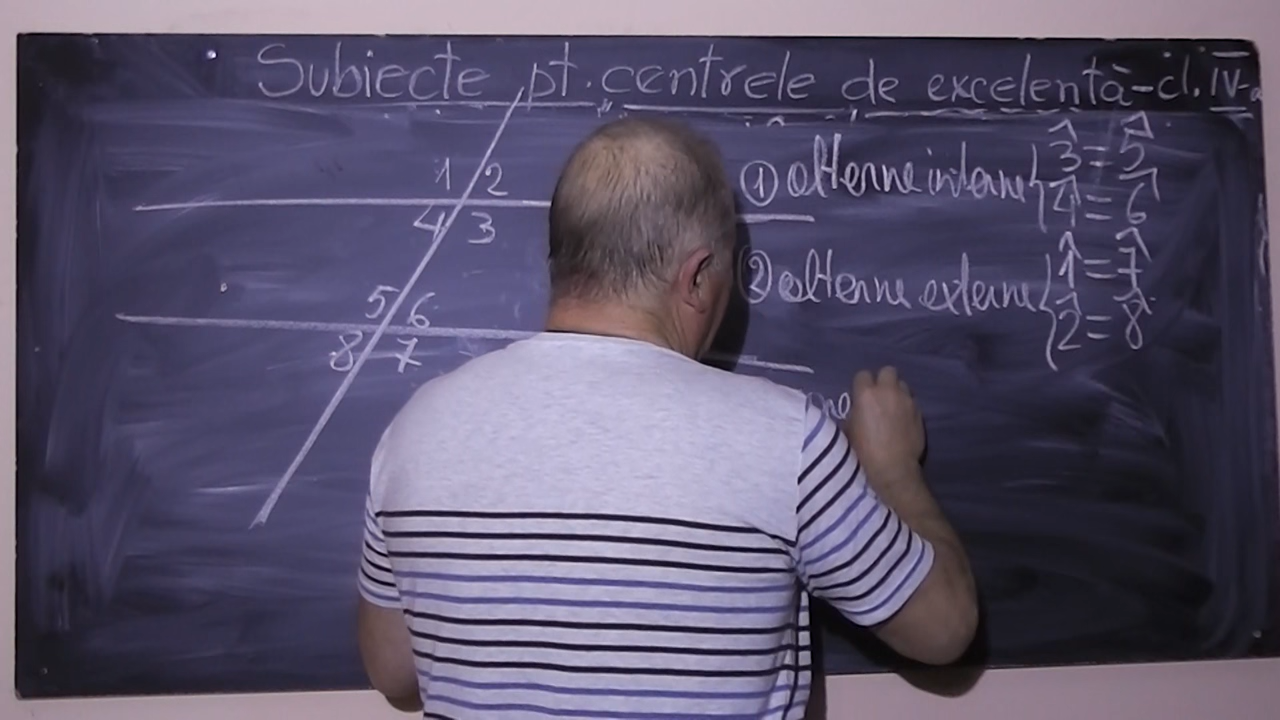 Subiecte pt. centrele de excelență-cl. IV-a
1 2
4 3
5 6
8 7
① alterne interne { 3̂ = 5̂
4̂ = 6̂
② alterne externe { 1̂ = 7̂
2̂ = 8̂